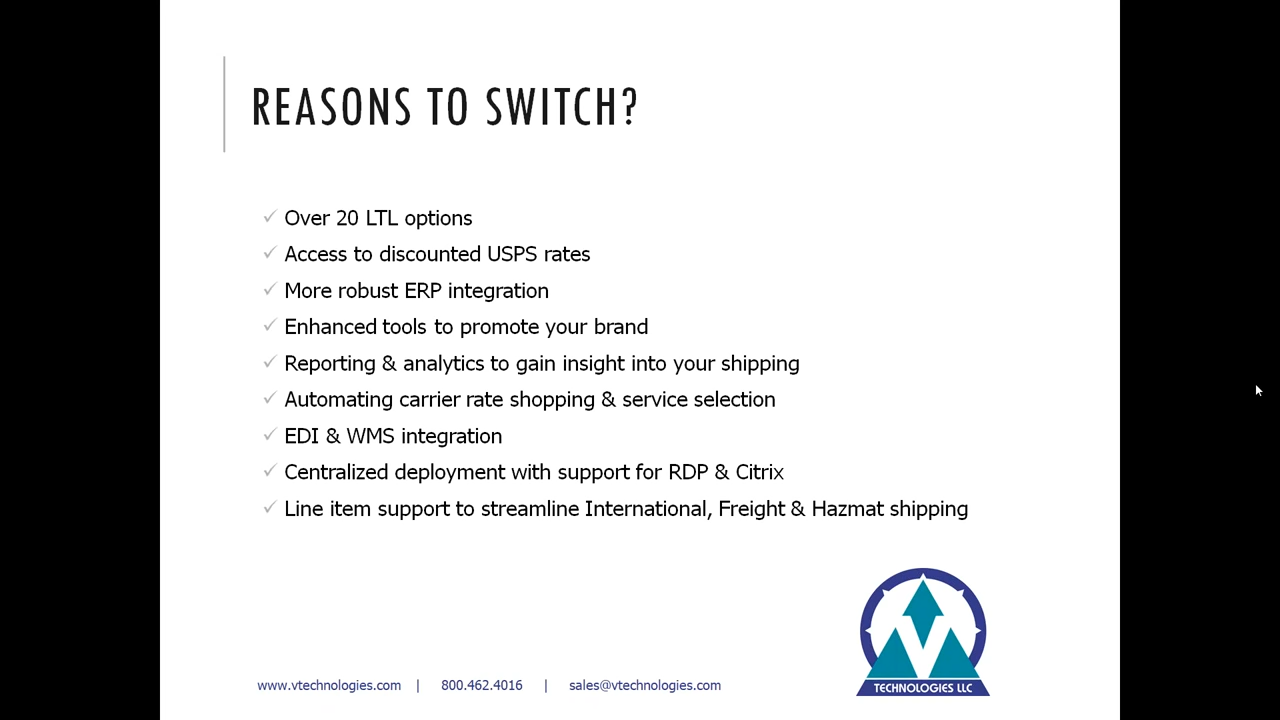 REASONS TO SWITCH?
Over 20 LTL options
Access to discounted USPS rates
More robust ERP integration
Enhanced tools to promote your brand
Reporting & analytics to gain insight into your shipping
Automating carrier rate shopping & service selection
EDI & WMS integration
Centralized deployment with support for RDP & Citrix
Line item support to streamline International, Freight & Hazmat shipping
V
TECHNOLOGIES LLC
www.vtechnologies.com | 800.462.4016 | sales@vtechnologies.com